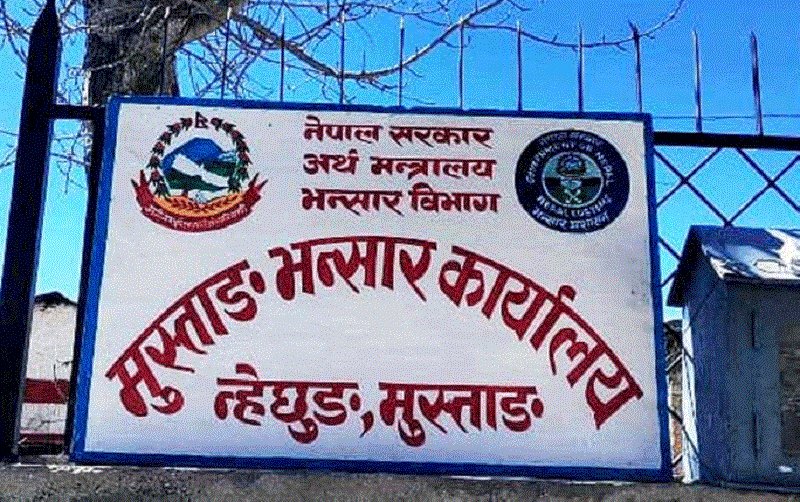 नेपाल सरकार
अर्थ मन्त्रालय
भन्सार विभाग
मुस्ताङ भन्सार कार्यालय
न्हेघुङ, मुस्ताङ